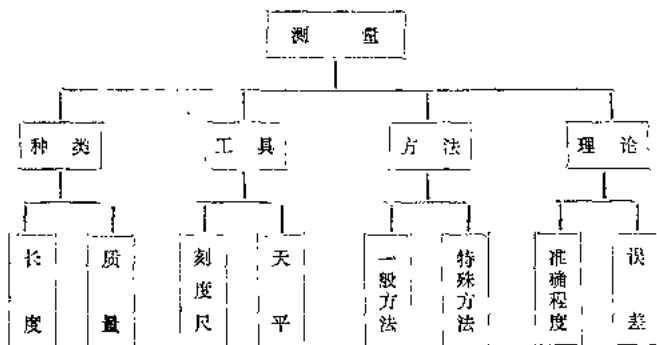 测 量
种 类
工 具
方 法
理 论
长度
质量
刻度尺
天平
一般方法
特殊方法
准确程度
误差